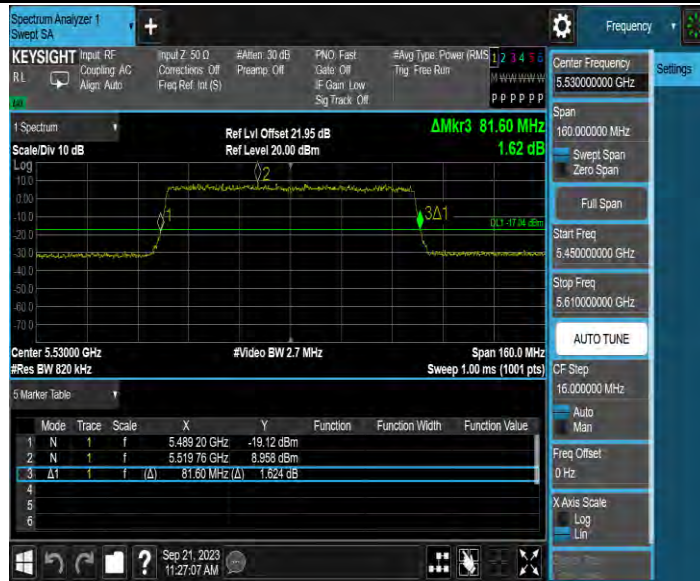 Spectrum Analyzer 1
Swept SA
Frequency
KEYSIGHT
Input: RF
Coupling: AC
Align: Auto
Input Z: 50 Ω
Corrections: Off
Freq Ref: Int (S)
#Atten: 30 dB
Preamp: Off
PNO: Fast
Gate: Off
IF Gain: Low
Sig Track: Off
#Avg Type: Power (RMS)
Trig: Free Run
1 2 3 4 5 6
M W W W W W
P P P P P P
RL
1 Spectrum
Scale/Div 10 dB
Ref Lvl Offset 21.95 dB
Ref Level 20.00 dBm
ΔMkr3 81.60 MHz
1.62 dB
Log
10.0
0.00
-10.0
-20.0
-30.0
-40.0
-50.0
-60.0
-70.0
1
2
3Δ1
DL1 -17.04 dBm
Center 5.53000 GHz
#Video BW 2.7 MHz
Span 160.0 MHz
#Res BW 820 kHz
Sweep 1.00 ms (1001 pts)
5 Marker Table
Mode Trace Scale X Y Function Function Width Function Value
1 N 1 f 5.489 20 GHz -19.12 dBm
2 N 1 f 5.519 76 GHz 8.958 dBm
3 Δ1 1 f (Δ) 81.60 MHz (Δ) 1.624 dB
4
5
6
Sep 21, 2023
11:27:07 AM
Settings
Center Frequency
5.530000000 GHz
Span
160.000000 MHz
Swept Span
Zero Span
Full Span
Start Freq
5.450000000 GHz
Stop Freq
5.610000000 GHz
AUTO TUNE
CF Step
16.000000 MHz
Auto
Man
Freq Offset
0 Hz
X Axis Scale
Log
Lin